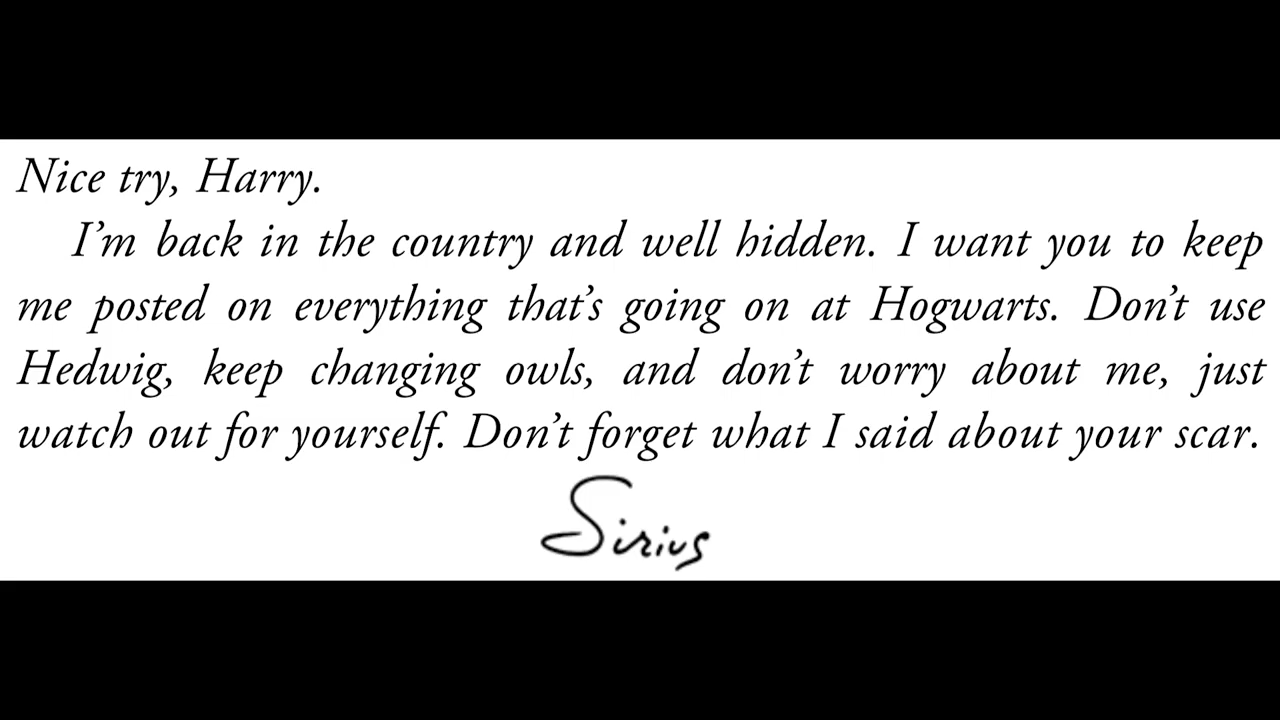 Nice try, Harry.
I’m back in the country and well hidden. I want you to keep
me posted on everything that’s going on at Hogwarts. Don’t use
Hedwig, keep changing owls, and don’t worry about me, just
watch out for yourself. Don’t forget what I said about your scar.
Sirius